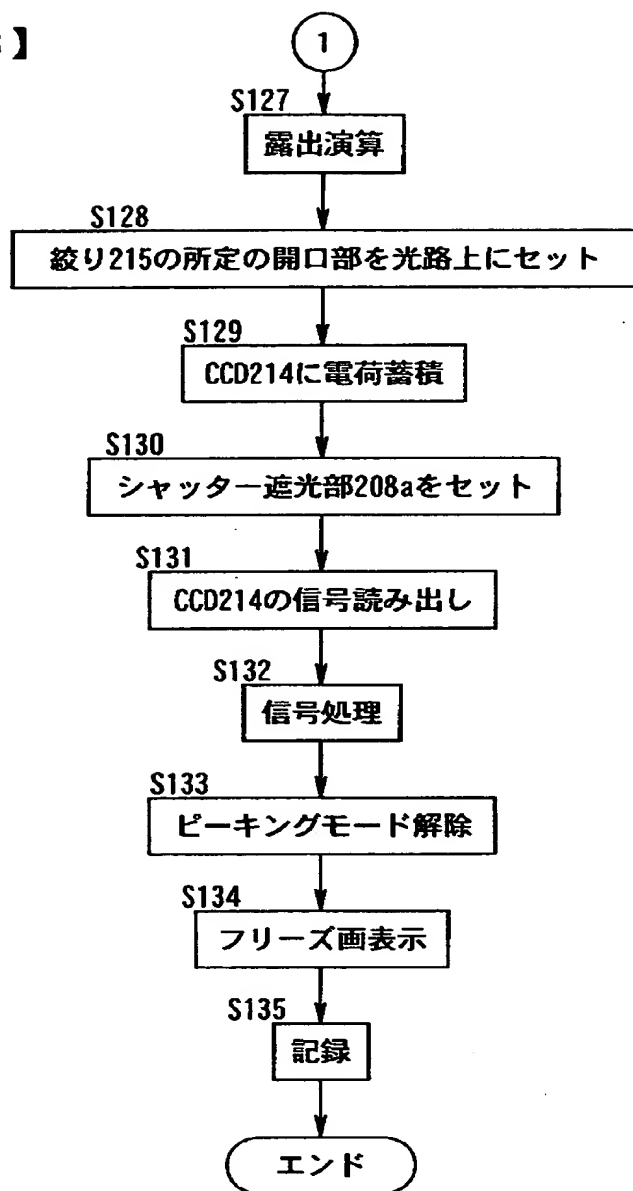 】
1
S127
露出演算
S128
絞り215の所定の開口部を光路上にセット
S129
CCD214に電荷蓄積
S130
シャッター遮光部208aをセット
S131
CCD214の信号読み出し
S132
信号処理
S133
ピーキングモード解除
S134
フリーズ画表示
S135
記録
エンド